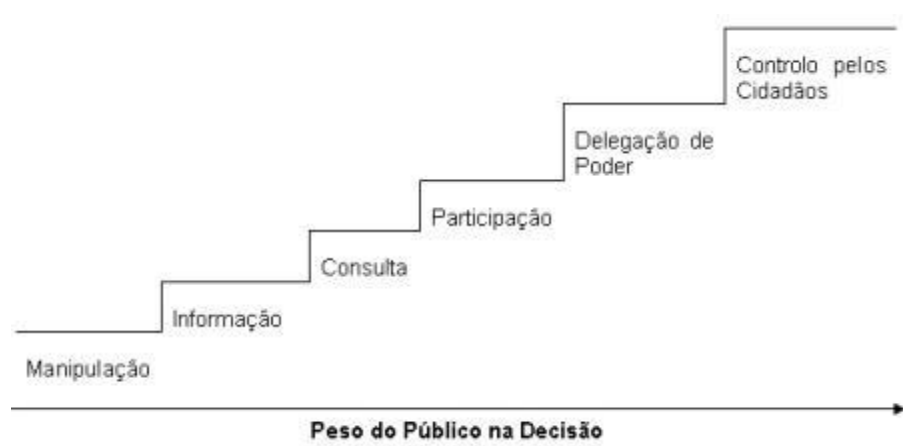 Controlo pelos
Cidadãos
Delegação de
Poder
Participação
Consulta
Informação
Manipulação
Peso do Público na Decisão